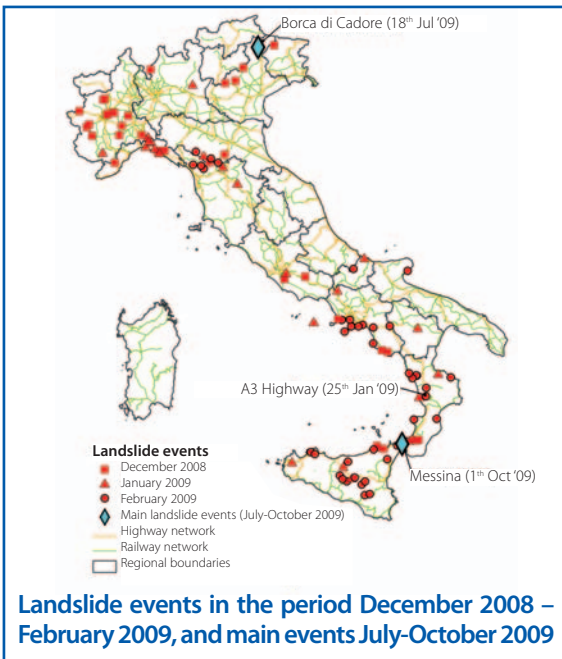 Borca di Cadore (18th Jul '09)
A3 Highway (25th Jan '09)
Messina (1th Oct '09)
Landslide events
December 2008
January 2009
February 2009
Main landslide events (July-October 2009)
Highway network
Railway network
Regional boundaries
Landslide events in the period December 2008 –
February 2009, and main events July-October 2009